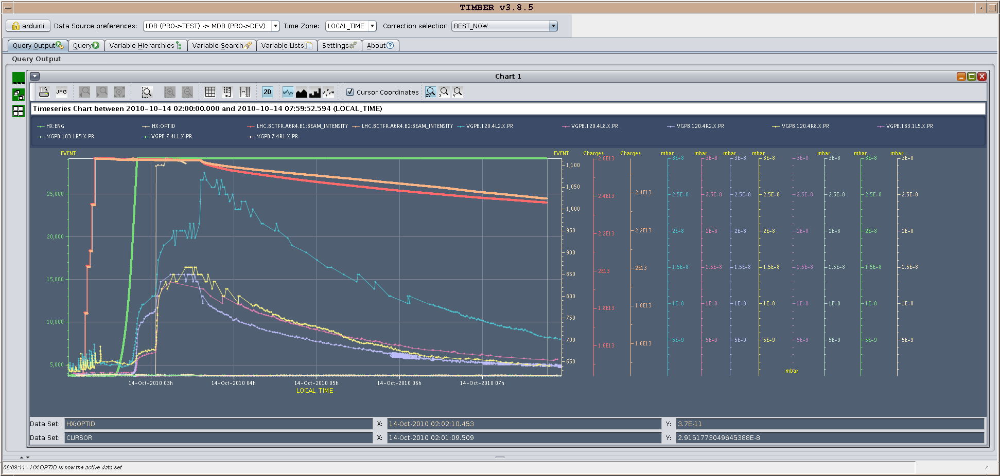 TIMBER v3.8.5
arduini Data Source preferences: LDB (PRO->TEST) -> MDB (PRO->DEV) Time Zone: LOCAL_TIME Correction selection BEST_NOW
Query Output Query Variable Hierarchies Variable Search Variable Lists Settings About
Query Output
Chart 1
JPG 2D Cursor Coordinates XY X Y
Timeseries Chart between 2010-10-14 02:00:00.000 and 2010-10-14 07:59:52.594 (LOCAL_TIME)
HX:ENG HX:OPTID LHC.BCTFR.A6R4.B1:BEAM_INTENSITY LHC.BCTFR.A6R4.B2:BEAM_INTENSITY VGPB.120.4L2.X.PR VGPB.120.4L8.X.PR VGPB.120.4R2.X.PR VGPB.120.4R8.X.PR VGPB.183.1L5.X.PR
VGPB.183.1R5.X.PR VGPB.7.4L1.X.PR VGPB.7.4R1.X.PR
EVENT EVENT Charges Charges mbar mbar mbar mbar mbar mbar mbar
2.6E13 3E-8 3E-8 3E-8 3E-8 3E-8 3E-8 3E-8 3E-8
1,100
1,050
25,000 2.4E13 2.4E13 2.5E-8 2.5E-8 2.5E-8 2.5E-8 2.5E-8 2.5E-8 2.5E-8 2.5E-8
1,000
20,000 950 2.2E13 2.2E13 2E-8 2E-8 2E-8 2E-8 2E-8 2E-8 2E-8 2E-8
900
2E13 2E13 1.5E-8 1.5E-8 1.5E-8 1.5E-8 1.5E-8 1.5E-8 1.5E-8 1.5E-8
15,000 850
800 1.8E13 1.8E13 1E-8 1E-8 1E-8 1E-8 1E-8 1E-8 1E-8 1E-8
10,000 750
700 1.6E13 1.6E13 5E-9 5E-9 5E-9 5E-9 5E-9 5E-9 5E-9 5E-9
5,000 650
mbar
14-Oct-2010 03h 14-Oct-2010 04h 14-Oct-2010 05h 14-Oct-2010 06h 14-Oct-2010 07h
LOCAL_TIME
Data Set: HX:OPTID X: 14-Oct-2010 02:02:10.453 Y: 3.7E-11
Data Set: CURSOR X: 14-Oct-2010 02:01:09.509 Y: 2.9151773049645388E-8
08:09:11 - HX:OPTID is now the active data set